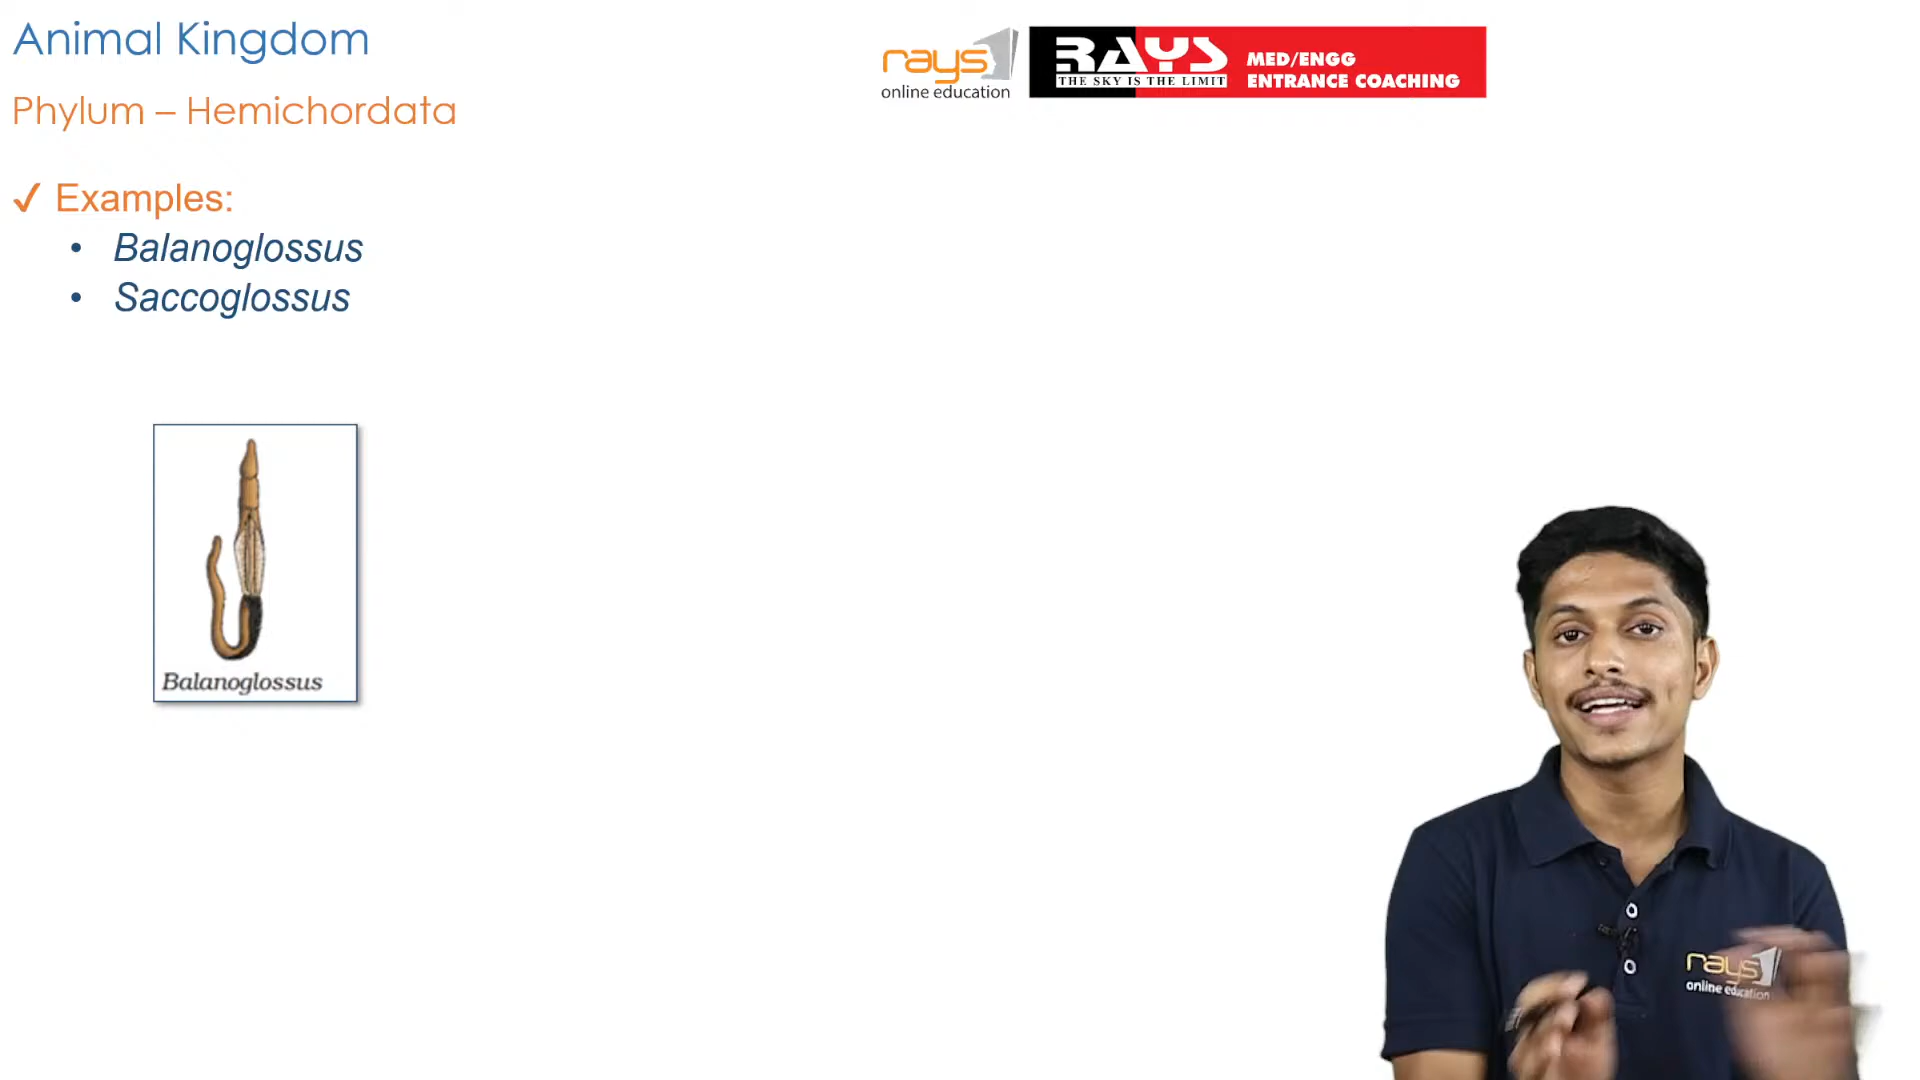 Animal Kingdom
rays
online education
RAYS
THE SKY IS THE LIMIT
MED/ENGG
ENTRANCE COACHING
Phylum – Hemichordata
✓ Examples:
• Balanoglossus
• Saccoglossus
Balanoglossus
rays
online education